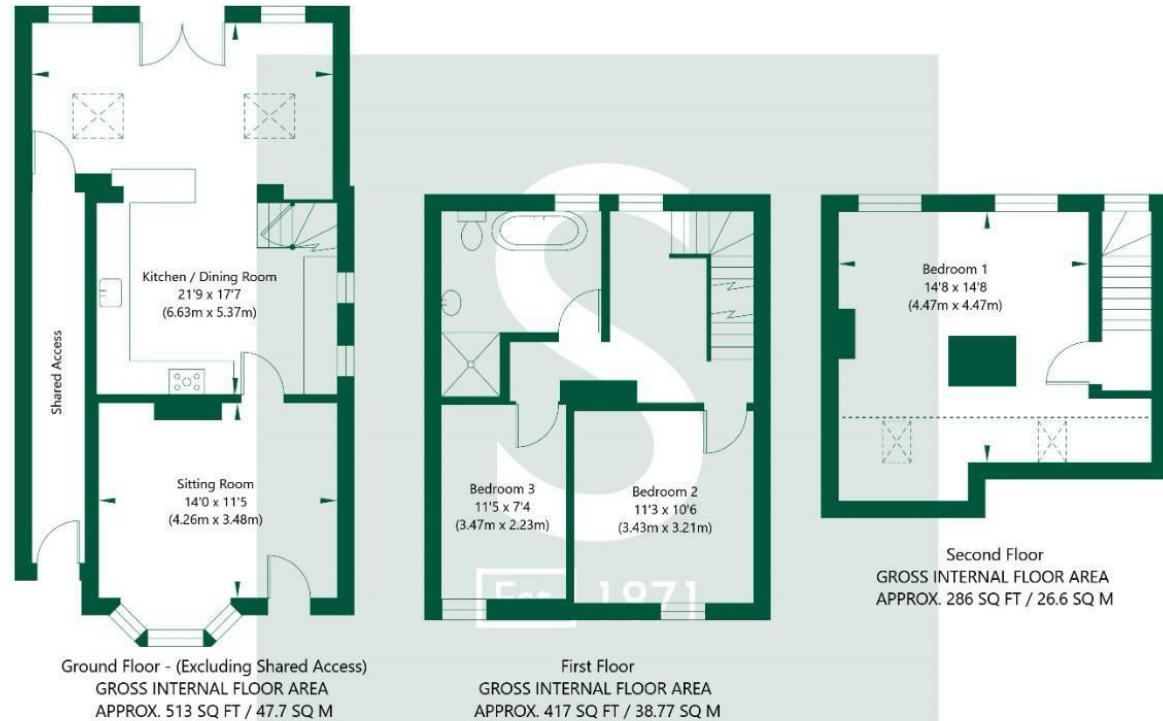 Kitchen / Dining Room
21'9 x 17'7
(6.63m x 5.37m)
Shared Access
Sitting Room
14'0 x 11'5
(4.26m x 3.48m)
Ground Floor - (Excluding Shared Access)
GROSS INTERNAL FLOOR AREA
APPROX. 513 SQ FT / 47.7 SQ M
S
Bedroom 3
11'5 x 7'4
(3.47m x 2.23m)
Bedroom 2
11'3 x 10'6
(3.43m x 3.21m)
Est 1871
First Floor
GROSS INTERNAL FLOOR AREA
APPROX. 417 SQ FT / 38.77 SQ M
Bedroom 1
14'8 x 14'8
(4.47m x 4.47m)
Second Floor
GROSS INTERNAL FLOOR AREA
APPROX. 286 SQ FT / 26.6 SQ M